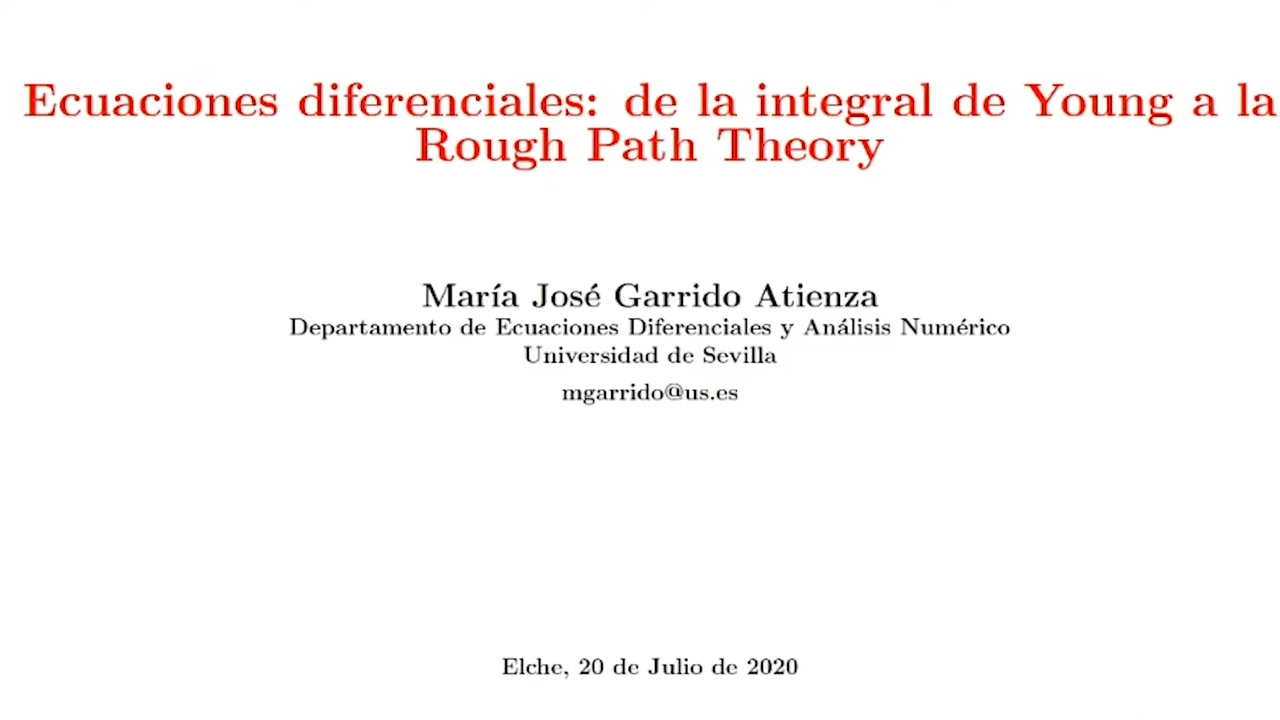 Ecuaciones diferenciales: de la integral de Young a la
Rough Path Theory
María José Garrido Atienza
Departamento de Ecuaciones Diferenciales y Análisis Numérico
Universidad de Sevilla
mgarrido@us.es
Elche, 20 de Julio de 2020